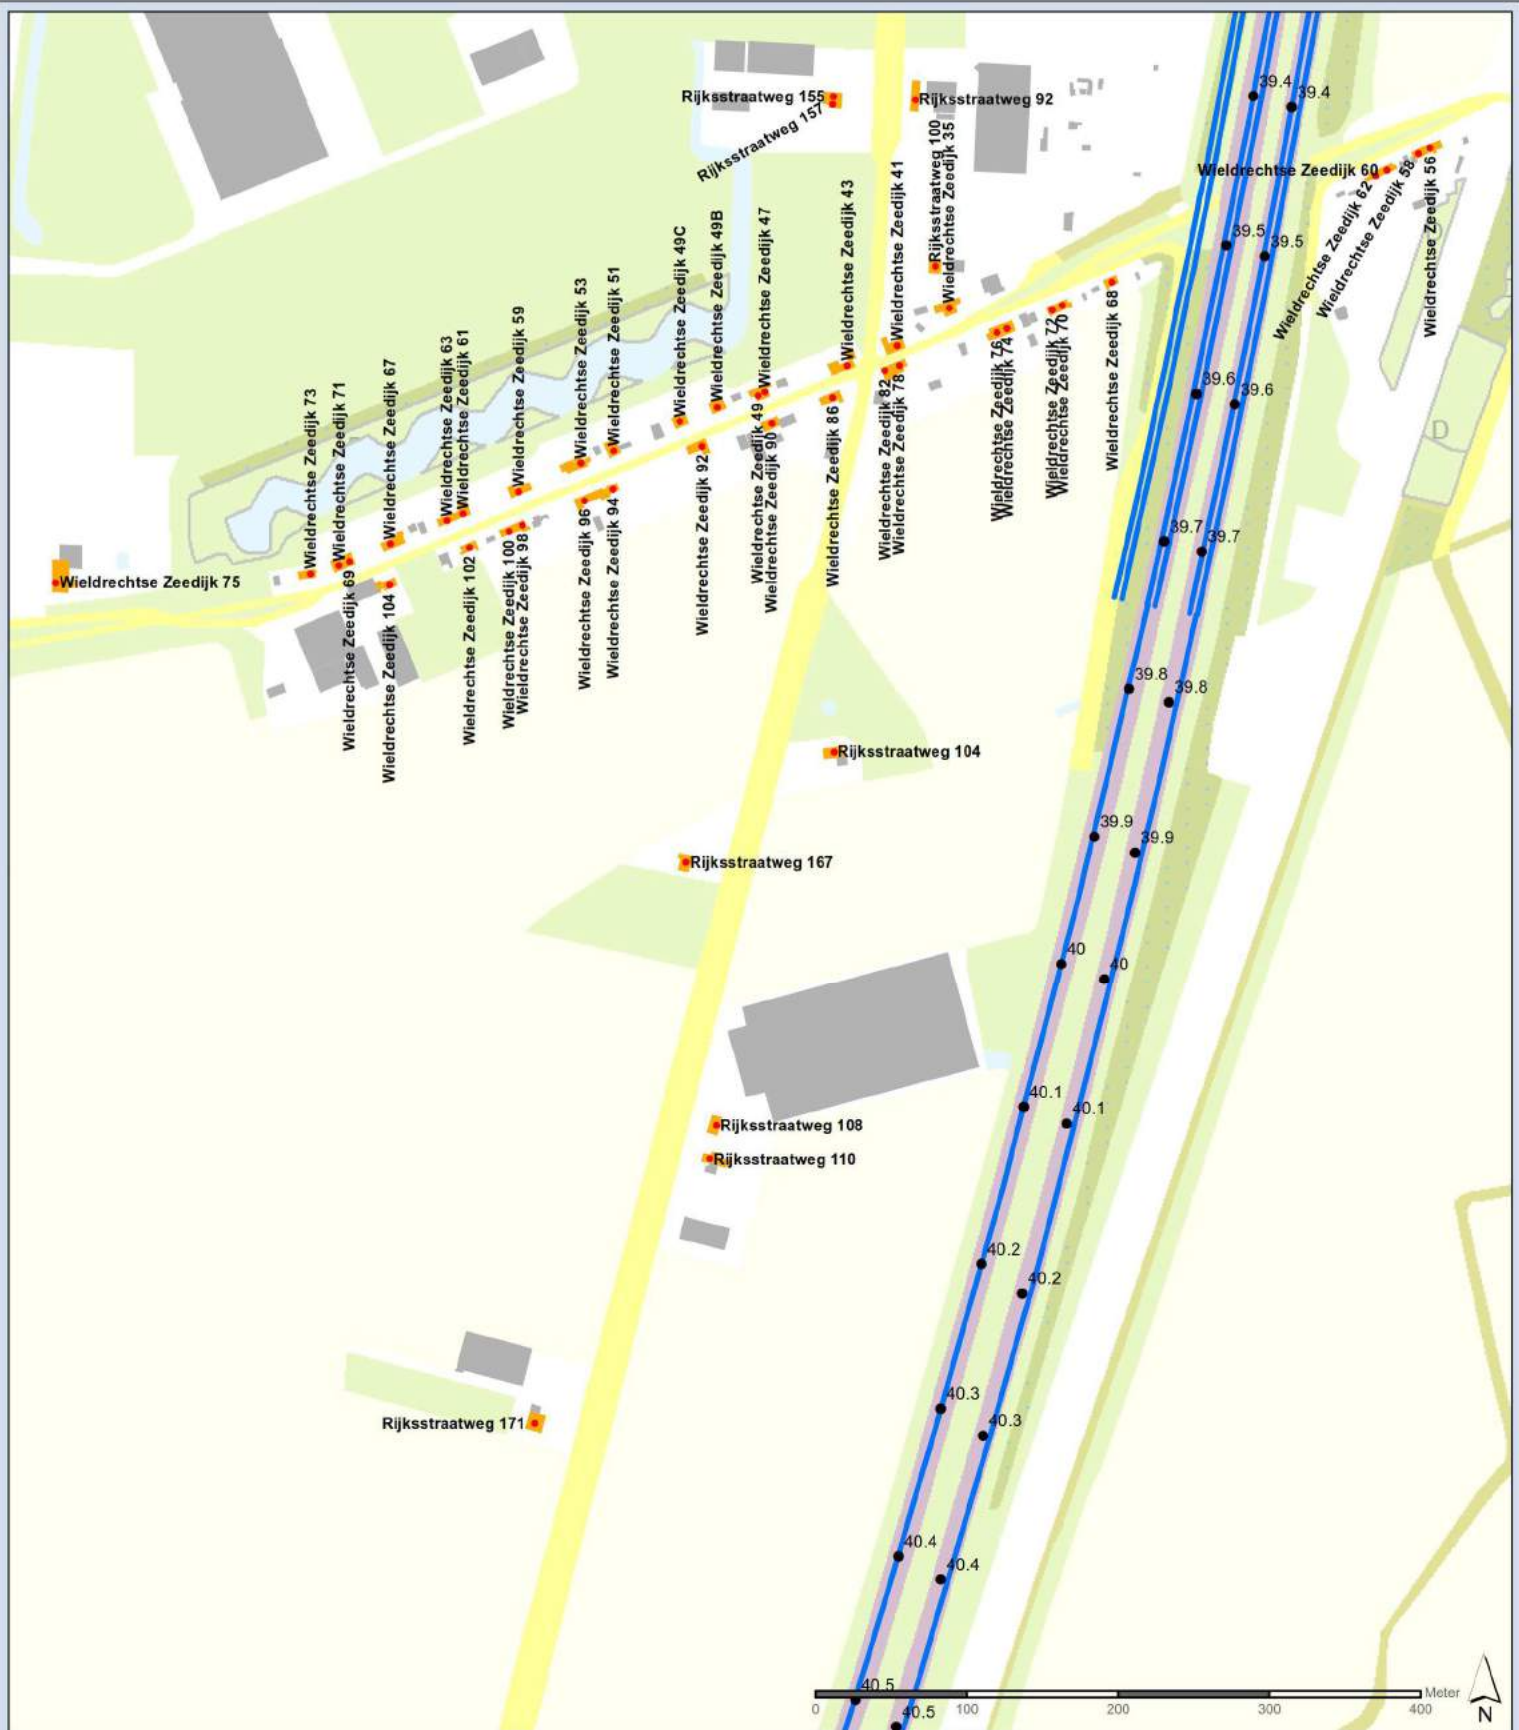 39.4
39.4
Rijksstraatweg 155
Rijksstraatweg 157
Rijksstraatweg 92
Rijksstraatweg 100
Wieldrechtse Zeedijk 35
Wieldrechtse Zeedijk 41
Wieldrechtse Zeedijk 43
Wieldrechtse Zeedijk 60
Wieldrechtse Zeedijk 62
Wieldrechtse Zeedijk 58
Wieldrechtse Zeedijk 56
39.5
39.5
Wieldrechtse Zeedijk 47
Wieldrechtse Zeedijk 49B
Wieldrechtse Zeedijk 49C
Wieldrechtse Zeedijk 51
Wieldrechtse Zeedijk 53
Wieldrechtse Zeedijk 59
Wieldrechtse Zeedijk 61
Wieldrechtse Zeedijk 63
Wieldrechtse Zeedijk 67
Wieldrechtse Zeedijk 71
Wieldrechtse Zeedijk 73
Wieldrechtse Zeedijk 68
Wieldrechtse Zeedijk 70
Wieldrechtse Zeedijk 72
Wieldrechtse Zeedijk 74
Wieldrechtse Zeedijk 76
39.6
39.6
D
Wieldrechtse Zeedijk 78
Wieldrechtse Zeedijk 82
Wieldrechtse Zeedijk 86
Wieldrechtse Zeedijk 90
Wieldrechtse Zeedijk 49
Wieldrechtse Zeedijk 92
Wieldrechtse Zeedijk 94
Wieldrechtse Zeedijk 96
Wieldrechtse Zeedijk 98
Wieldrechtse Zeedijk 100
Wieldrechtse Zeedijk 102
Wieldrechtse Zeedijk 104
Wieldrechtse Zeedijk 69
Wieldrechtse Zeedijk 75
39.7
39.7
39.8
39.8
Rijksstraatweg 104
39.9
39.9
Rijksstraatweg 167
40
40
40.1
40.1
Rijksstraatweg 108
Rijksstraatweg 110
40.2
40.2
40.3
40.3
Rijksstraatweg 171
40.4
40.4
40.5
40.5
Meter
0 100 200 300 400
N